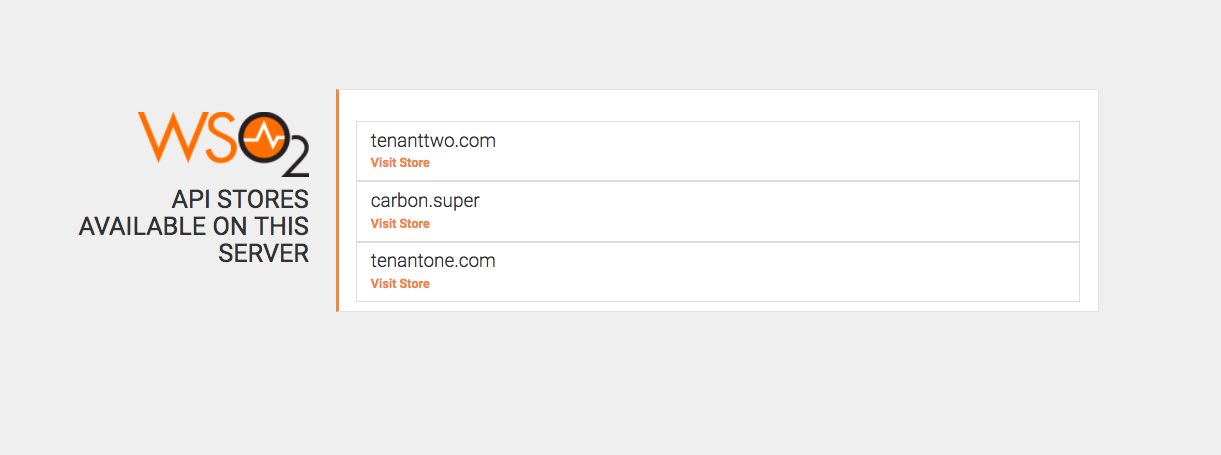 WSO2
API STORES
AVAILABLE ON THIS
SERVER
tenanttwo.com
Visit Store
carbon.super
Visit Store
tenantone.com
Visit Store